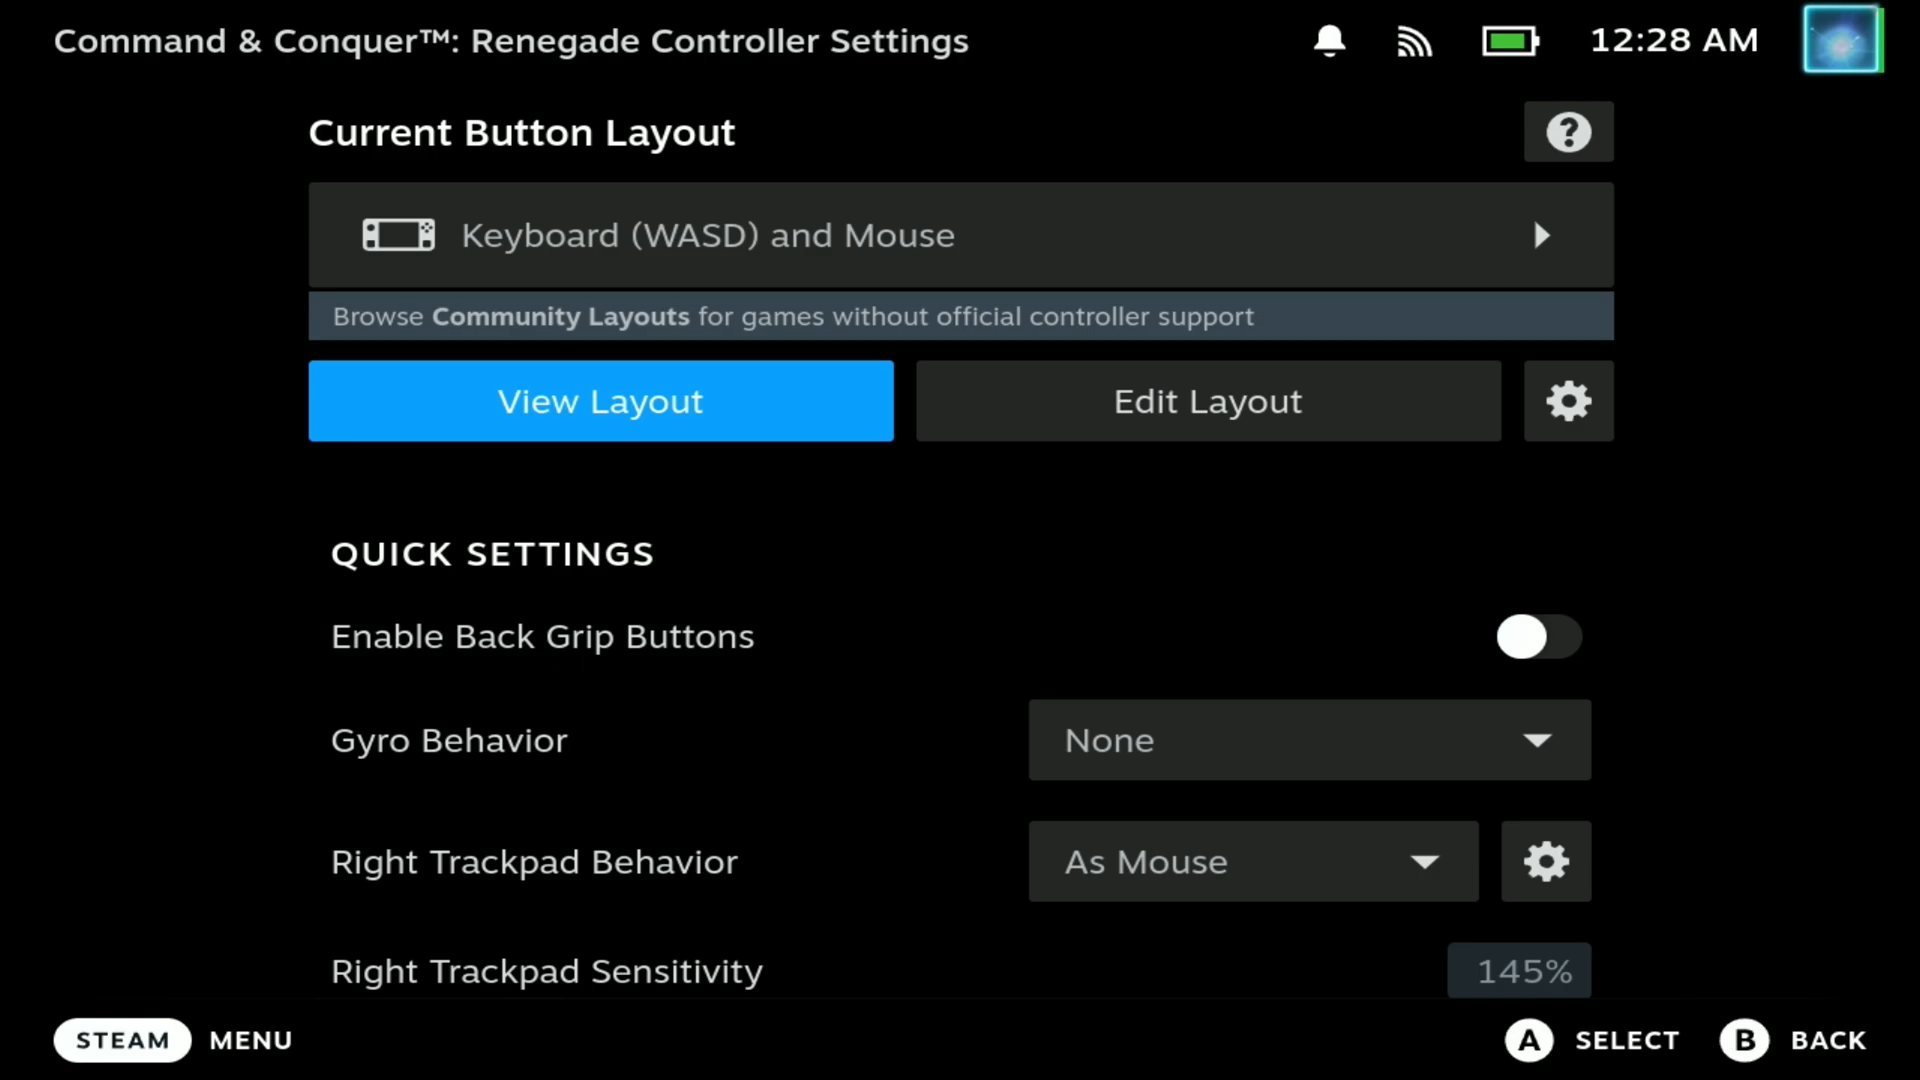 Command & Conquer™: Renegade Controller Settings
12:28 AM
Current Button Layout
?
Keyboard (WASD) and Mouse
Browse Community Layouts for games without official controller support
View Layout
Edit Layout
QUICK SETTINGS
Enable Back Grip Buttons
Gyro Behavior
None
Right Trackpad Behavior
As Mouse
Right Trackpad Sensitivity
145%
STEAM MENU
A SELECT
B BACK